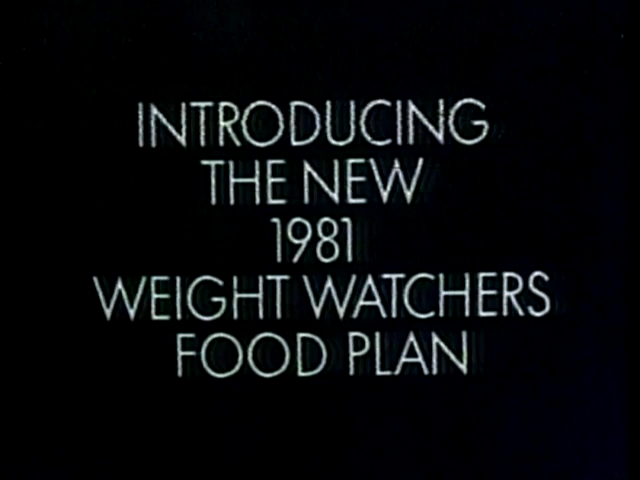 INTRODUCING
THE NEW
1981
WEIGHT WATCHERS
FOOD PLAN